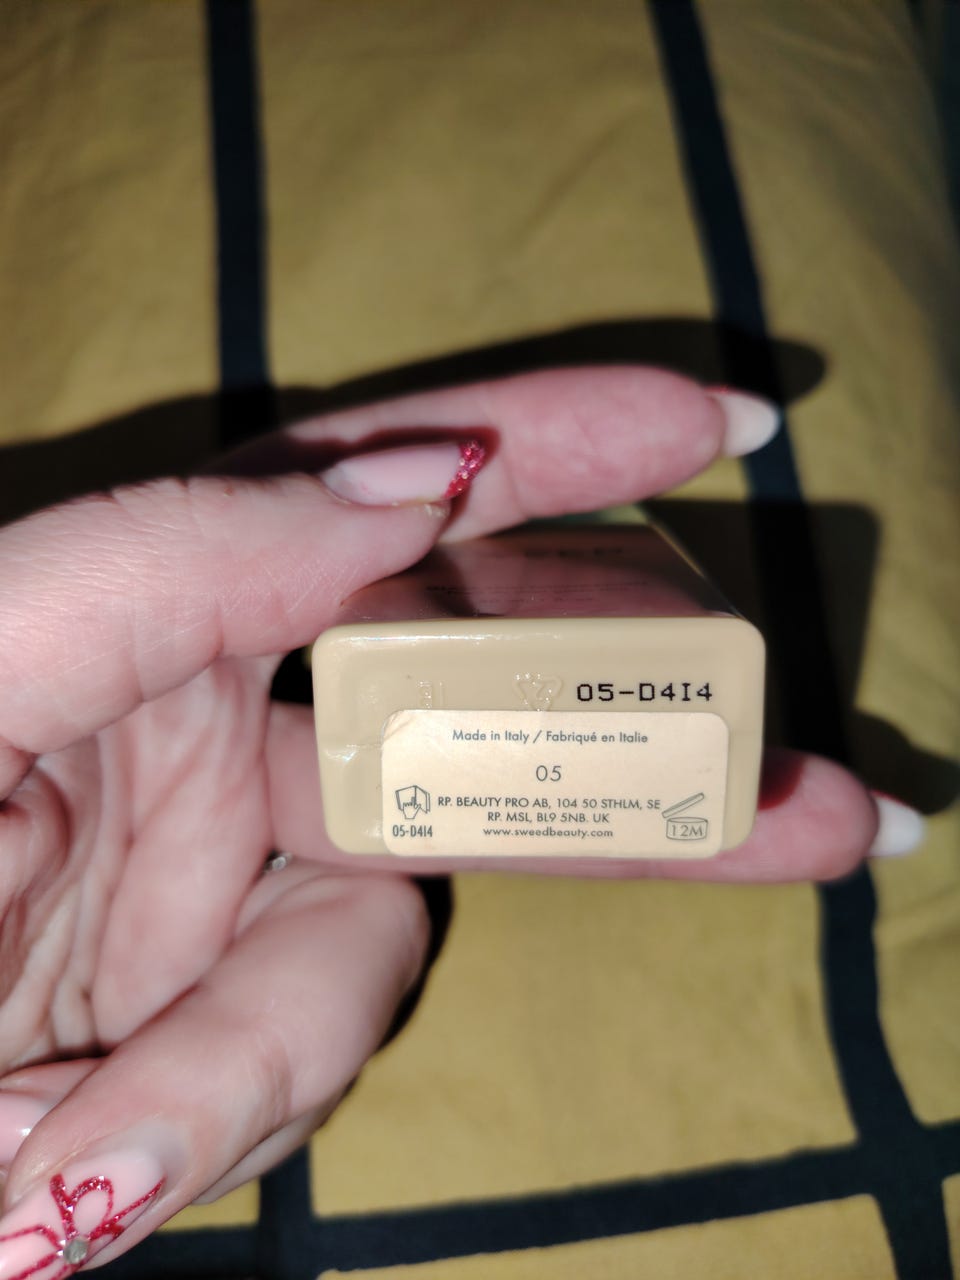 05-D4I4
Made in Italy / Fabriqué en Italie
05
RP. BEAUTY PRO AB, 104 50 STHLM, SE
RP. MSL, BL9 5NB. UK
05-D4I4
www.sweedbeauty.com
12M